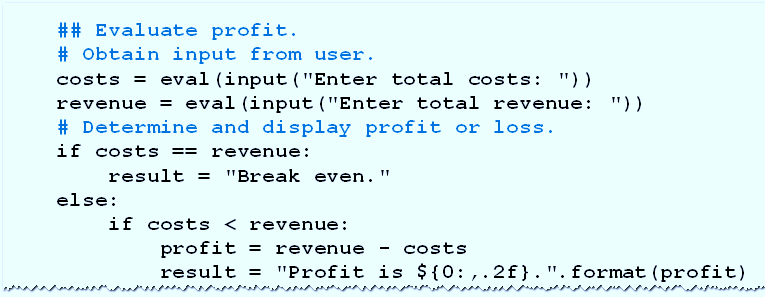 ## Evaluate profit.
# Obtain input from user.
costs = eval(input("Enter total costs: "))
revenue = eval(input("Enter total revenue: "))
# Determine and display profit or loss.
if costs == revenue:
    result = "Break even."
else:
    if costs < revenue:
        profit = revenue - costs
        result = "Profit is ${0:,.2f}.".format(profit)